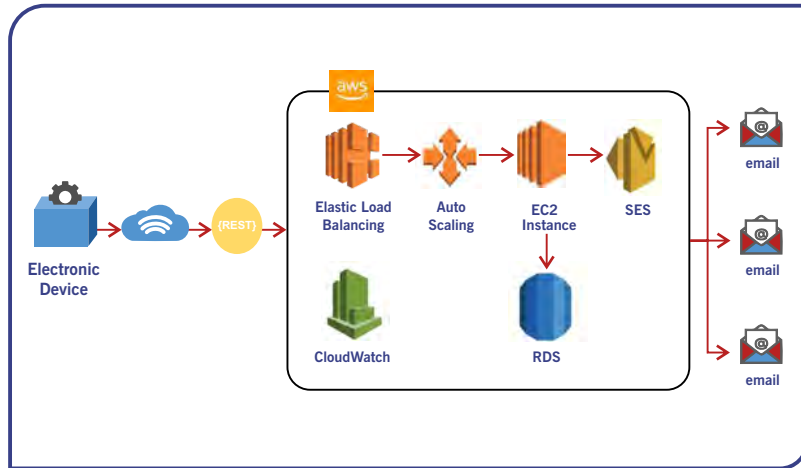 aws
Elastic Load
Balancing
Auto
Scaling
EC2
Instance
SES
{REST}
Electronic
Device
CloudWatch
RDS
@
email
@
email
@
email